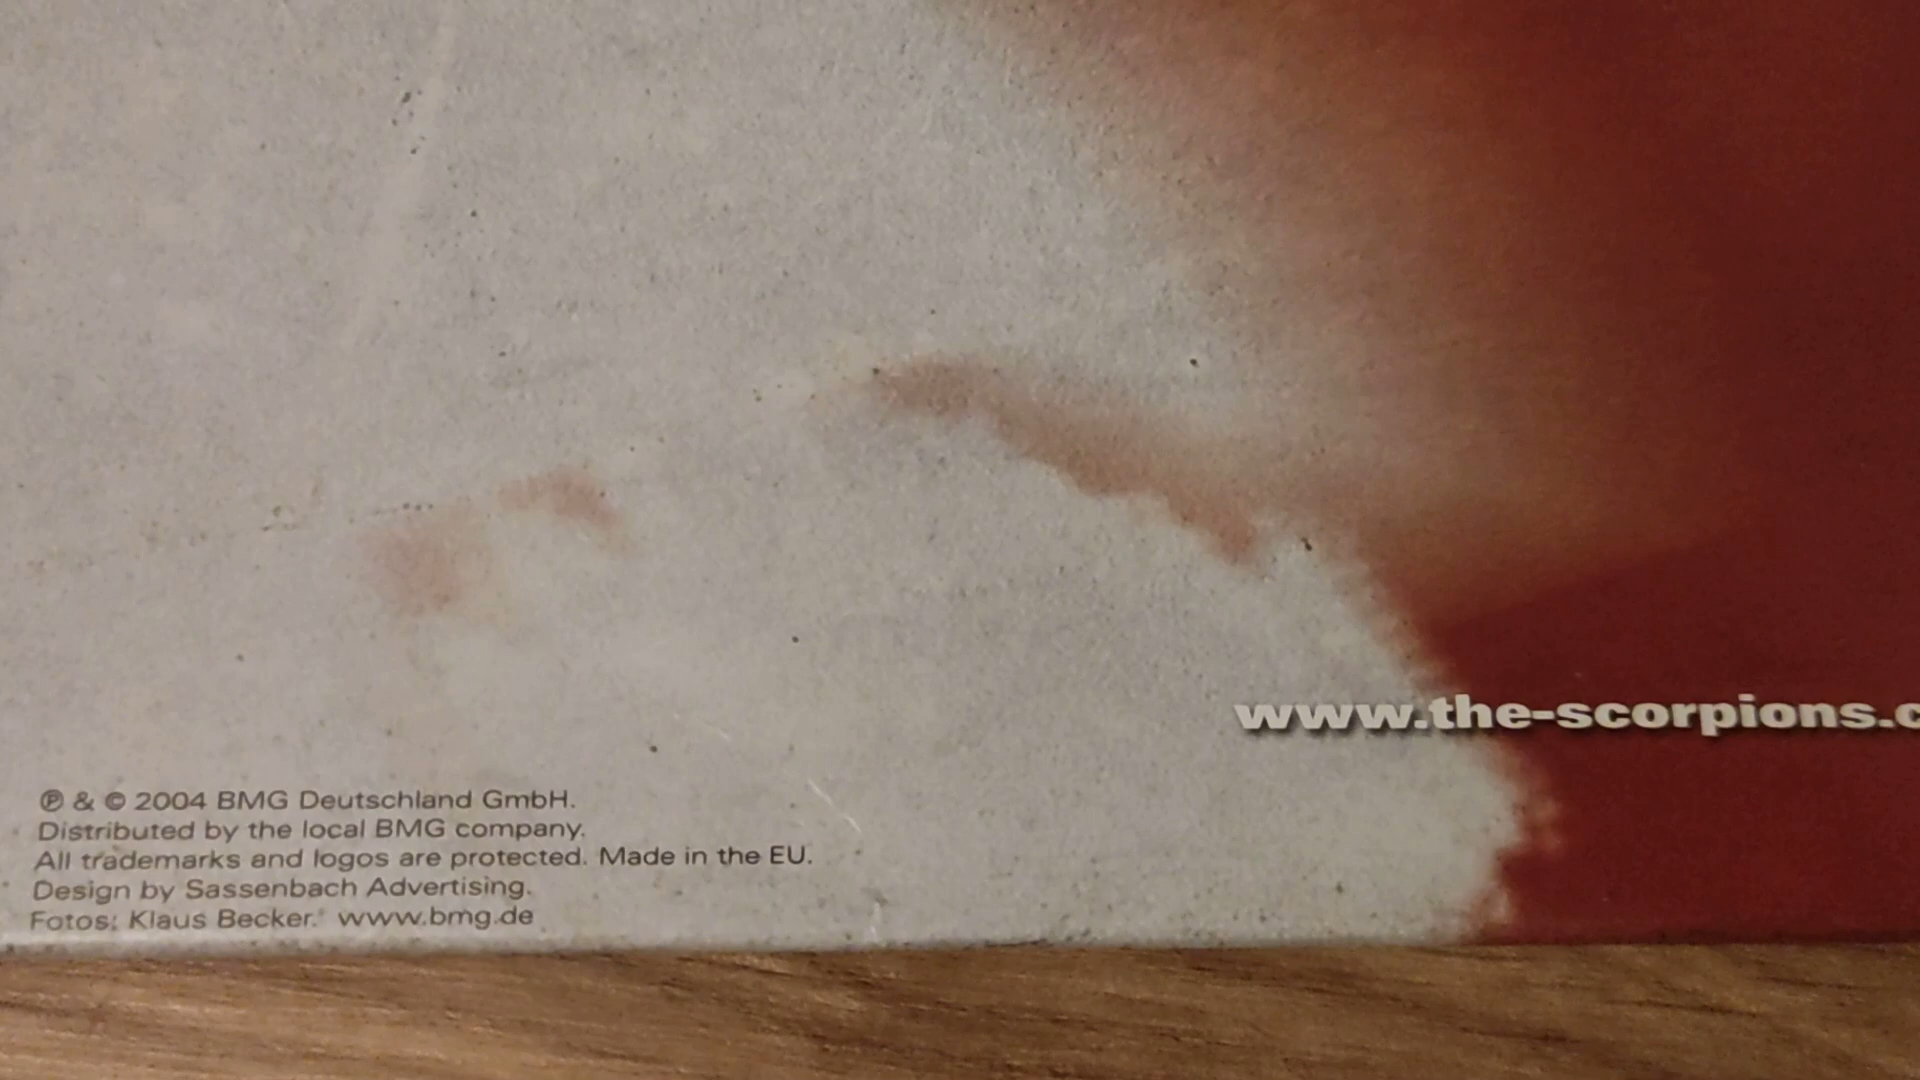 www.the-scorpions.c
℗ & © 2004 BMG Deutschland GmbH.
Distributed by the local BMG company.
All trademarks and logos are protected. Made in the EU.
Design by Sassenbach Advertising.
Fotos: Klaus Becker. www.bmg.de